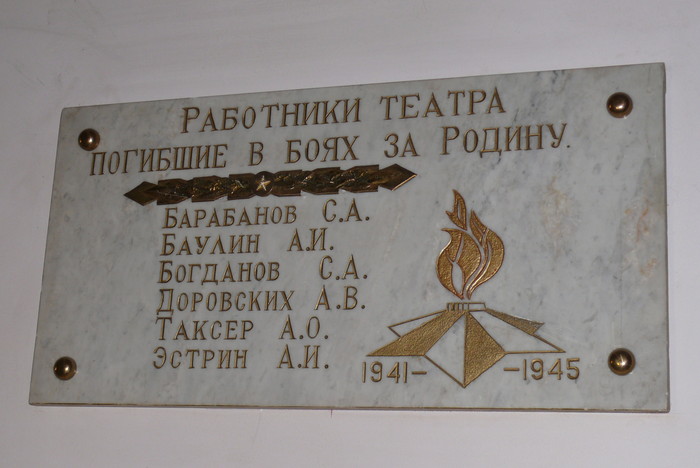 Работники театра
погибшие в боях за Родину.
Барабанов С.А.
Баулин А.И.
Богданов С.А.
Доровских А.В.
Таксер А.О.
Эстрин А.И.
1941- -1945